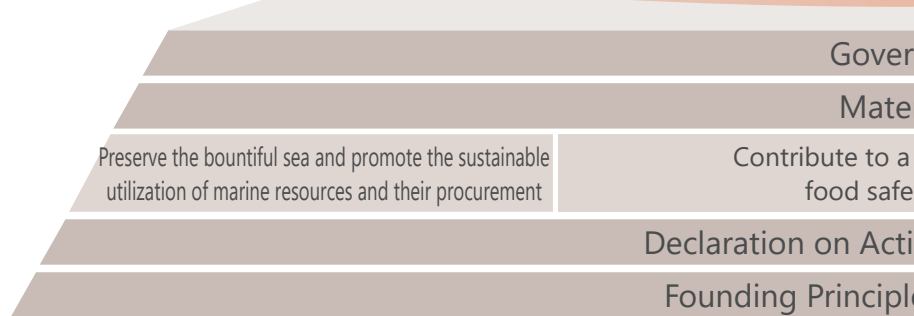 Gover
Mate
Preserve the bountiful sea and promote the sustainable
utilization of marine resources and their procurement
Contribute to a
food safe
Declaration on Acti
Founding Principle